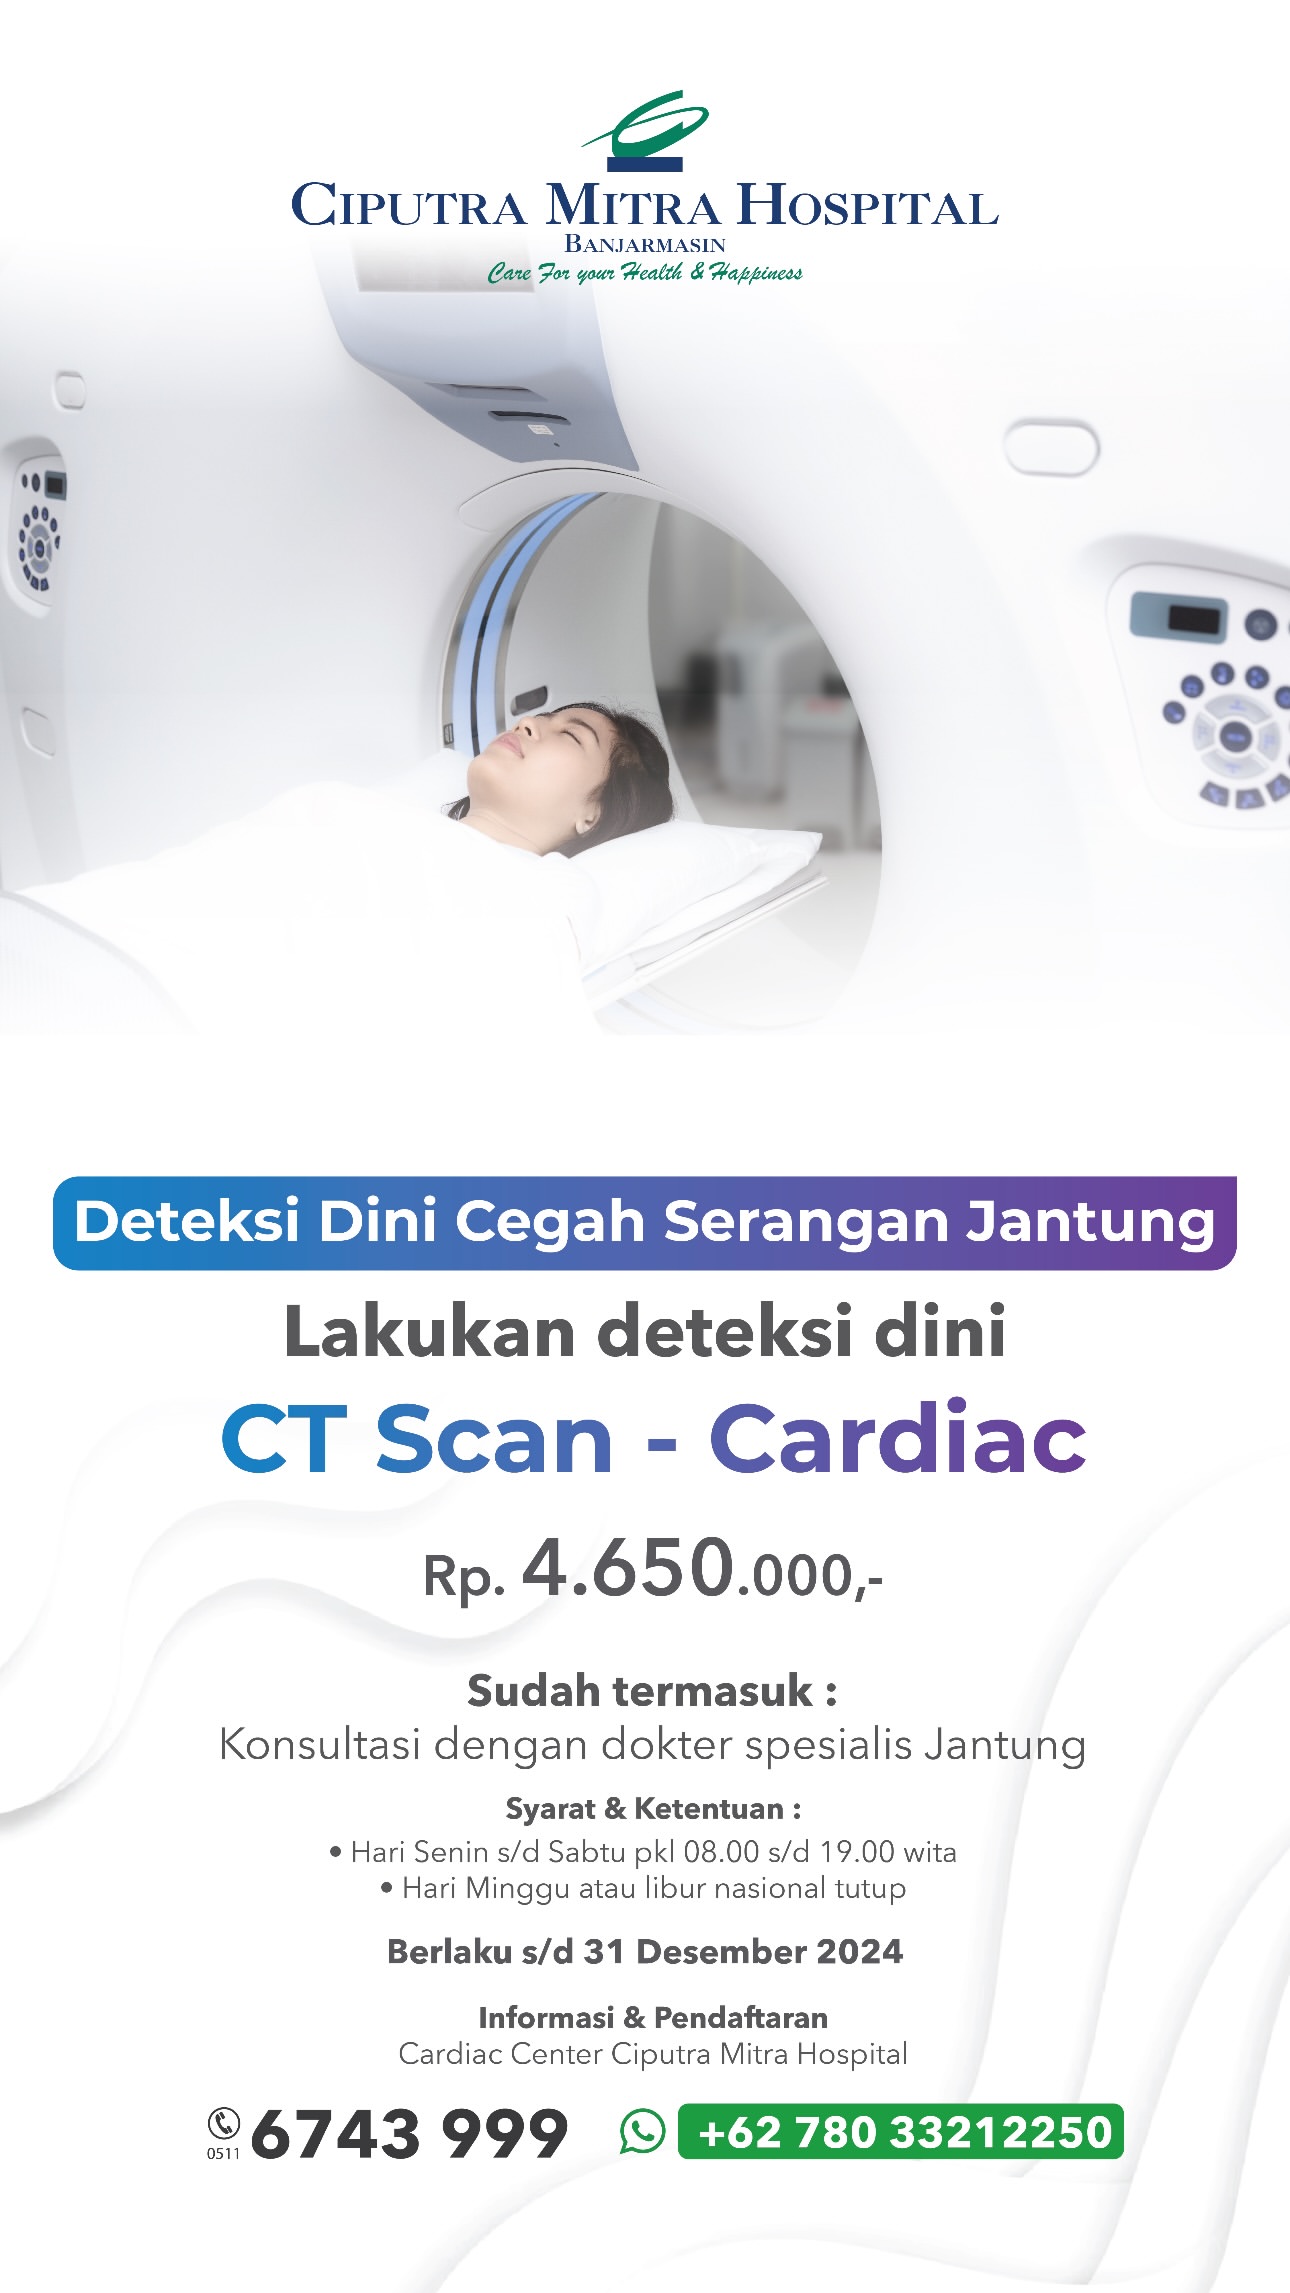 CIPUTRA MITRA HOSPITAL
BANJARMASIN
Care For your Health & Happiness
Deteksi Dini Cegah Serangan Jantung
Lakukan deteksi dini
CT Scan - Cardiac
Rp. 4.650.000,-
Sudah termasuk :
Konsultasi dengan dokter spesialis Jantung
Syarat & Ketentuan :
• Hari Senin s/d Sabtu pkl 08.00 s/d 19.00 wita
• Hari Minggu atau libur nasional tutup
Berlaku s/d 31 Desember 2024
Informasi & Pendaftaran
Cardiac Center Ciputra Mitra Hospital
0511 6743 999 +62 780 33212250